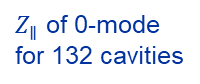 Z∥ of 0-mode
for 132 cavities